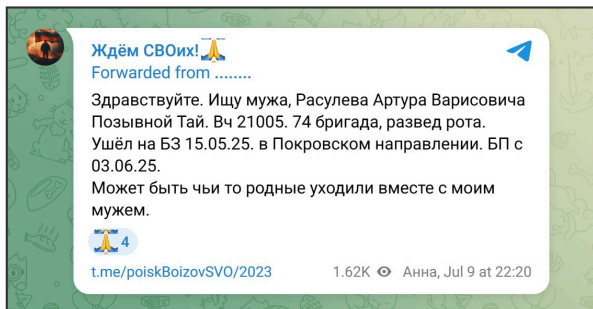 Ждём СВОих!🙏
Forwarded from ........
Здравствуйте. Ищу мужа, Расулева Артура Варисовича
Позывной Тай. Вч 21005. 74 бригада, развед рота.
Ушёл на БЗ 15.05.25. в Покровском направлении. БП с
03.06.25.
Может быть чьи то родные уходили вместе с моим
мужем.
🙏 4
t.me/poiskBoizovSVO/2023 1.62K Анна, Jul 9 at 22:20